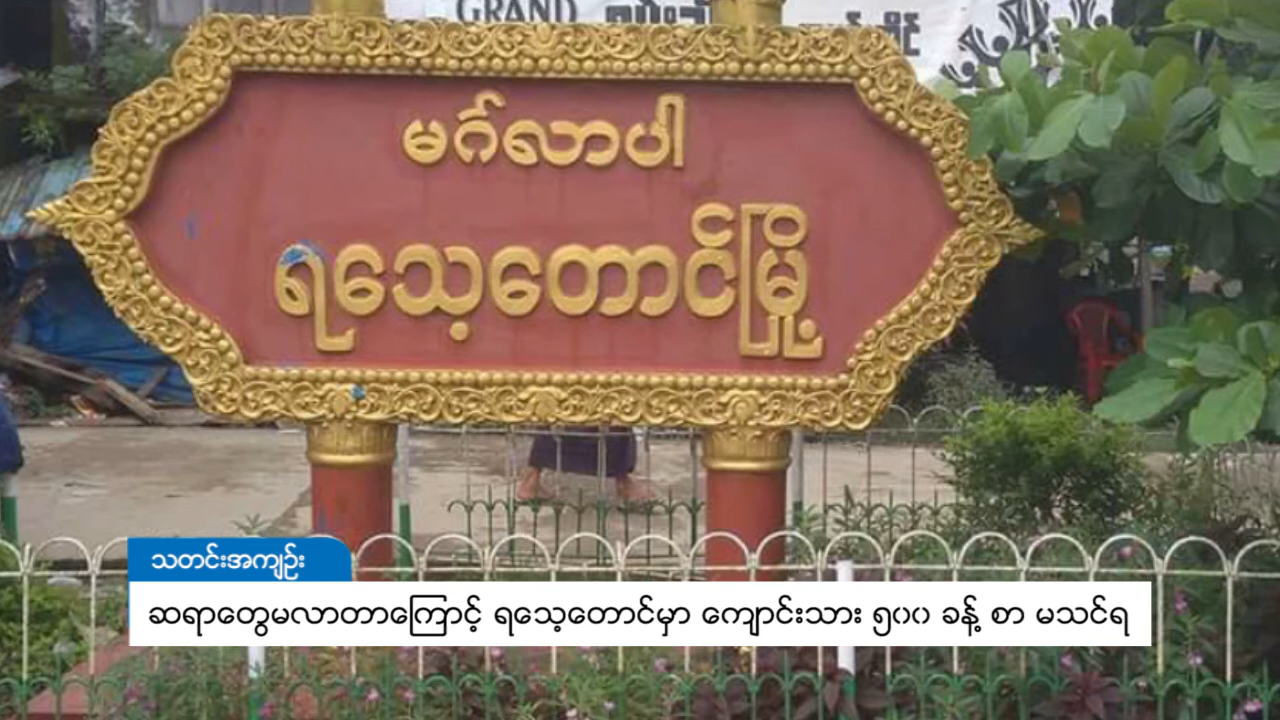 GRAND
မင်္ဂလာပါ
ရသေ့တောင်မြို့
သတင်းအကျဉ်း
ဆရာတွေမလာတာကြောင့် ရသေ့တောင်မှာ ကျောင်းသား ၅၀၀ ခန့် စာ မသင်ရ